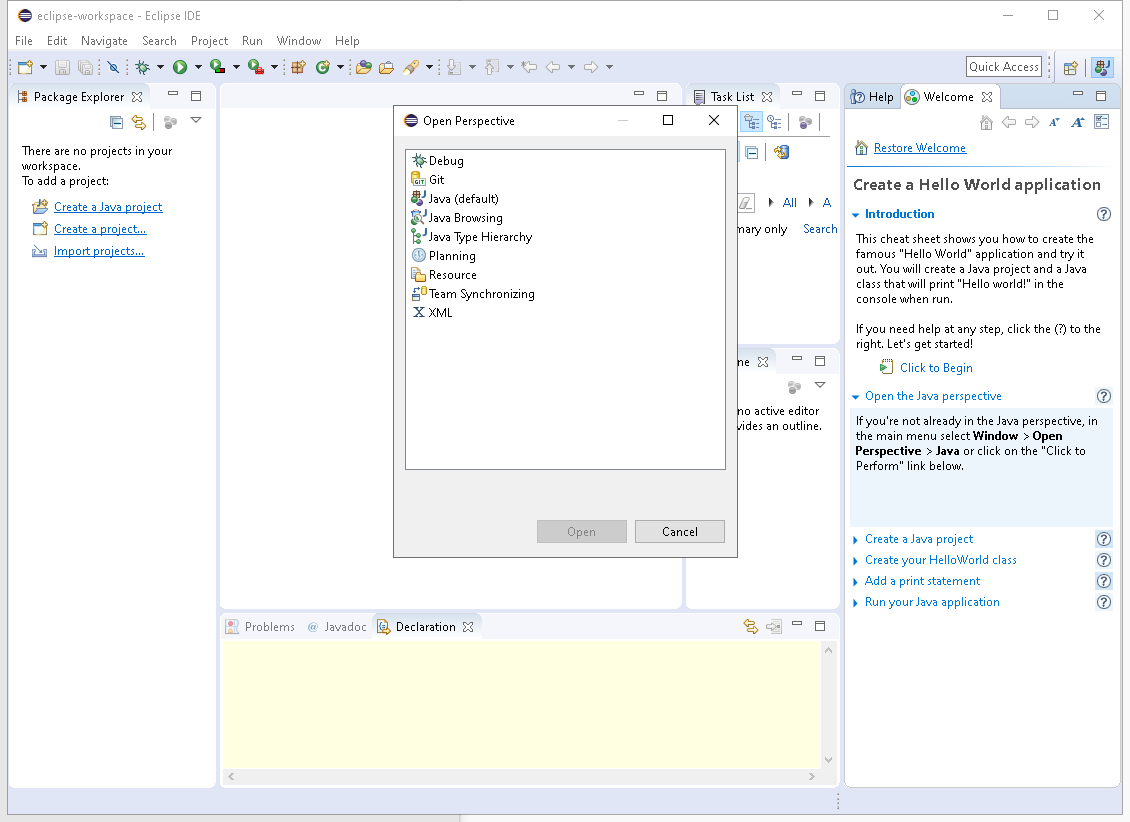 eclipse-workspace - Eclipse IDE
File Edit Navigate Search Project Run Window Help
Quick Access
Package Explorer
There are no projects in your
workspace.
To add a project:
Create a Java project
Create a project...
Import projects...
Open Perspective
Debug
Git
Java (default)
Java Browsing
Java Type Hierarchy
Planning
Resource
Team Synchronizing
XML
Open Cancel
Task List
All A
mary only Search
ne
no active editor
vides an outline.
Problems @ Javadoc Declaration
Help Welcome
Restore Welcome
Create a Hello World application
Introduction
This cheat sheet shows you how to create the
famous "Hello World" application and try it
out. You will create a Java project and a Java
class that will print "Hello world!" in the
console when run.
If you need help at any step, click the (?) to the
right. Let's get started!
Click to Begin
Open the Java perspective
If you're not already in the Java perspective, in
the main menu select Window > Open
Perspective > Java or click on the "Click to
Perform" link below.
Create a Java project
Create your HelloWorld class
Add a print statement
Run your Java application